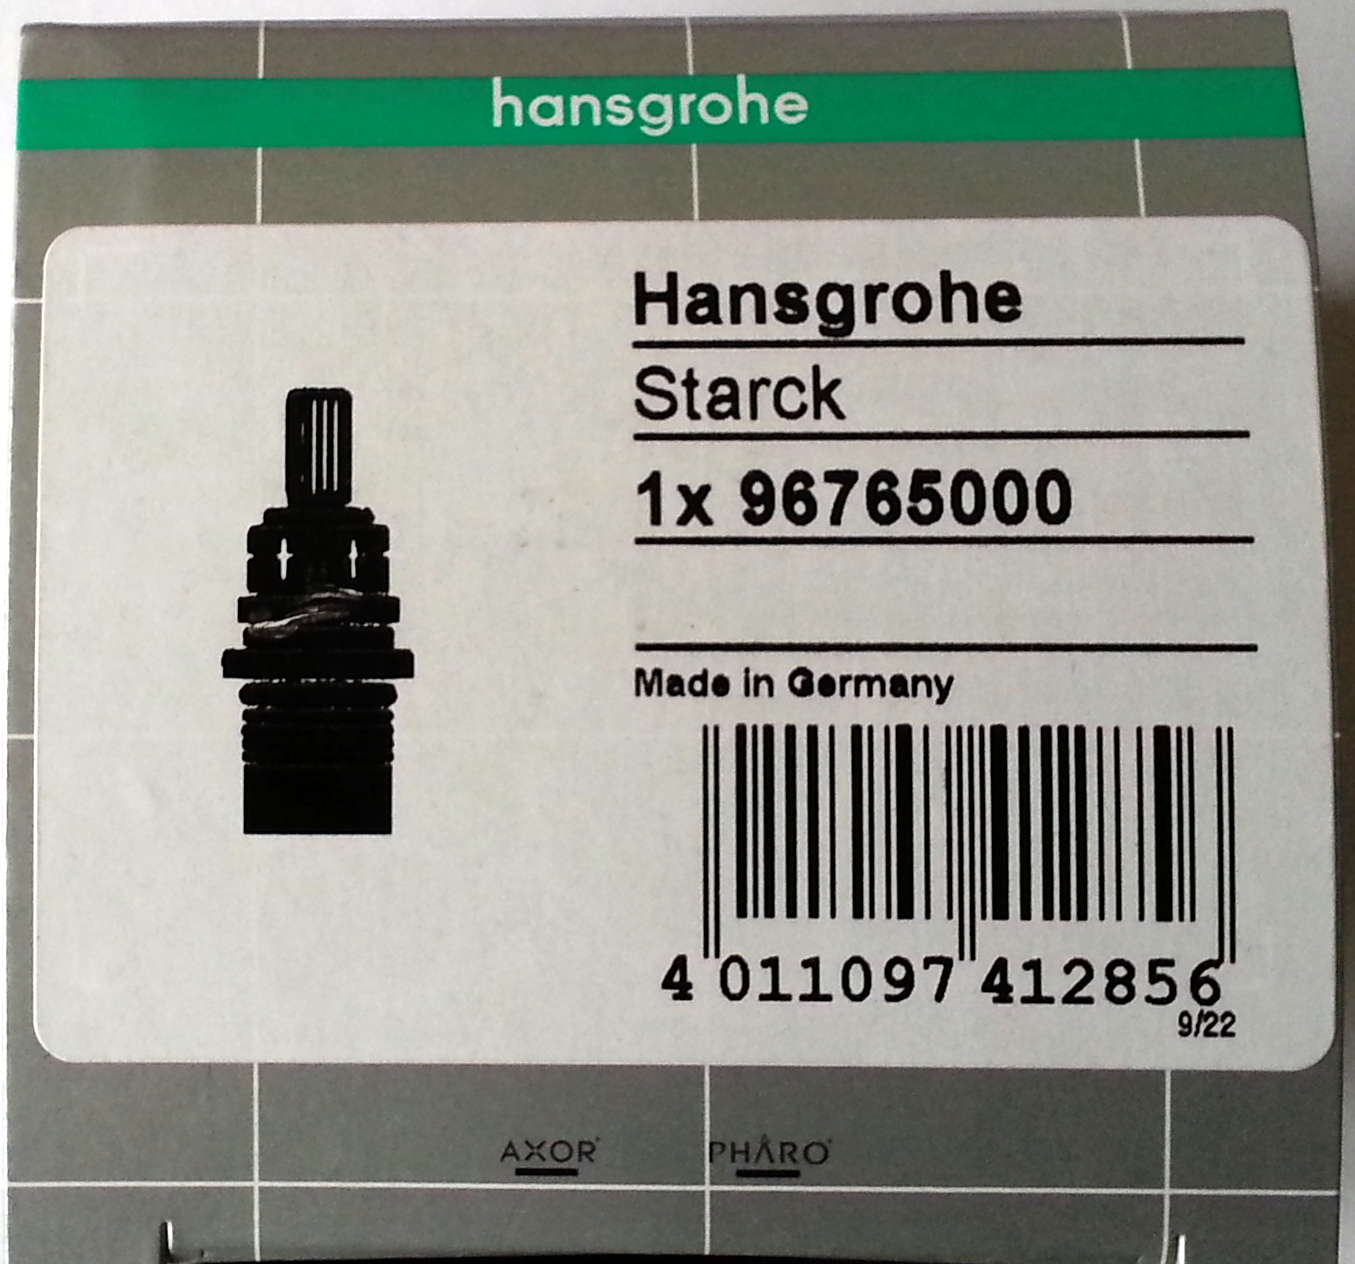 hansgrohe
Hansgrohe
Starck
1x 96765000
Made in Germany
4 011097 412856
9/22
AXOR® PHARO®